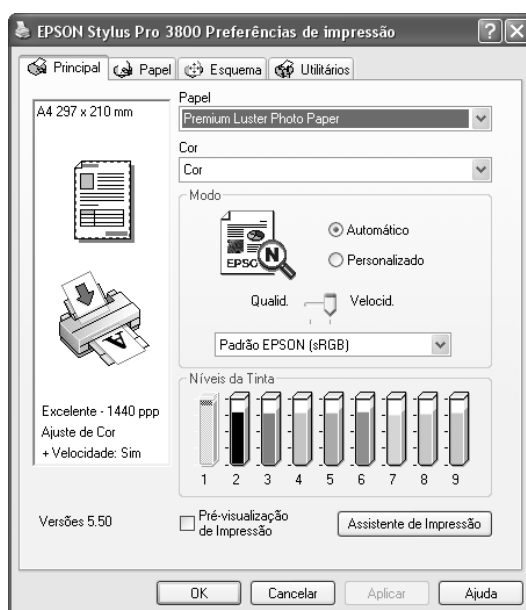 EPSON Stylus Pro 3800 Preferências de impressão
Principal Papel Esquema Utilitários
A4 297 x 210 mm
Papel
Premium Luster Photo Paper
Cor
Cor
Modo
EPSC N
Automático
Personalizado
Qualid. Velocid.
Padrão EPSON (sRGB)
Níveis da Tinta
1 2 3 4 5 6 7 8 9
A
Excelente - 1440 ppp
Ajuste de Cor
+ Velocidade: Sim
Versões 5.50
Pré-visualização
de Impressão
Assistente de Impressão
OK Cancelar Aplicar Ajuda